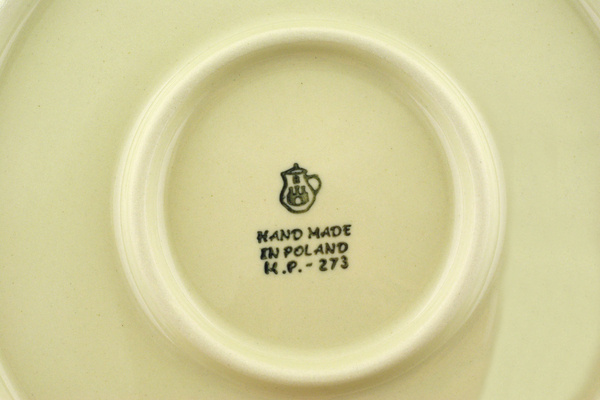 HAND MADE
IN POLAND
K.P.- 273